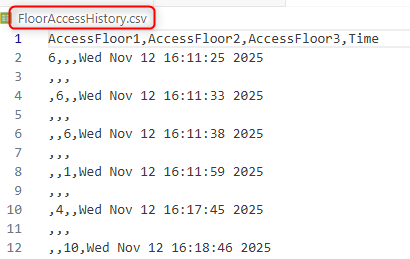 FloorAccessHistory.csv
1 AccessFloor1,AccessFloor2,AccessFloor3,Time
2 6,,,Wed Nov 12 16:11:25 2025
3 ,,,
4 ,6,,Wed Nov 12 16:11:33 2025
5 ,,,
6 ,,6,Wed Nov 12 16:11:38 2025
7 ,,,
8 ,,1,Wed Nov 12 16:11:59 2025
9 ,,,
10 ,4,,Wed Nov 12 16:17:45 2025
11 ,,,
12 ,,10,Wed Nov 12 16:18:46 2025